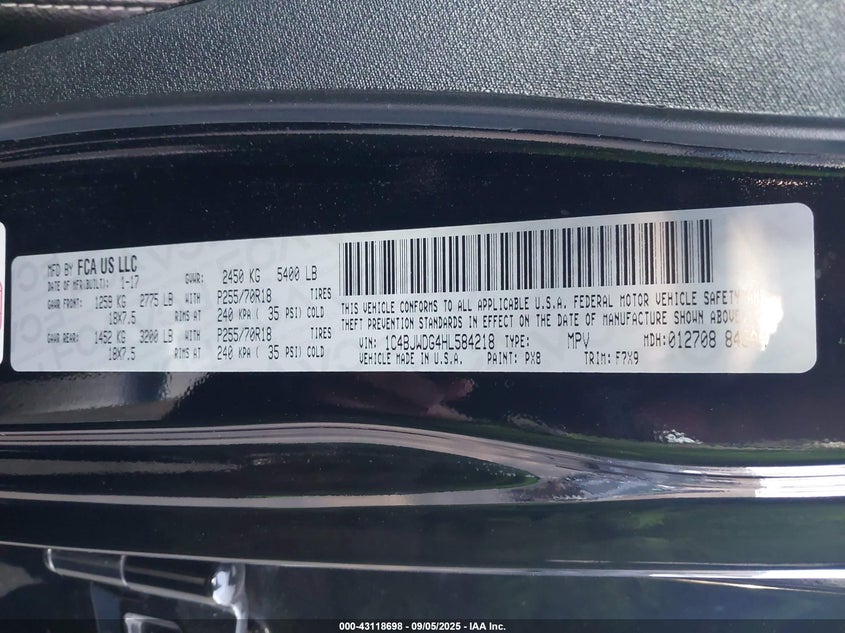 MFD BY FCA US LLC
DATE OF MFR(BUILT): 1-17
GVWR: 2450 KG 5400 LB
GAWR FRONT: 1259 KG 2775 LB WITH P255/70R18 TIRES
18X7.5 RIMS AT 240 KPA ( 35 PSI) COLD
GAWR REAR: 1452 KG 3200 LB WITH P255/70R18 TIRES
18X7.5 RIMS AT 240 KPA ( 35 PSI) COLD
THIS VEHICLE CONFORMS TO ALL APPLICABLE U.S.A. FEDERAL MOTOR VEHICLE SAFETY AND
THEFT PREVENTION STANDARDS IN EFFECT ON THE DATE OF MANUFACTURE SHOWN ABOVE.
VIN: 1C4BJWDG4HL584218 TYPE: MPV MDH: 012708
VEHICLE MADE IN U.S.A. PAINT: PX8 TRIM: F7X9
000-43118698 - 09/05/2025 - IAA Inc.